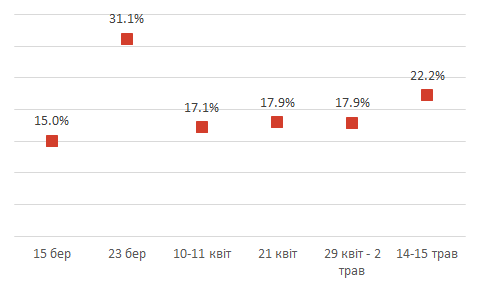 31.1%
22.2%
17.9%
17.9%
17.1%
15.0%
15 бер
23 бер
10-11 квіт
21 квіт
29 квіт - 2
трав
14-15 трав